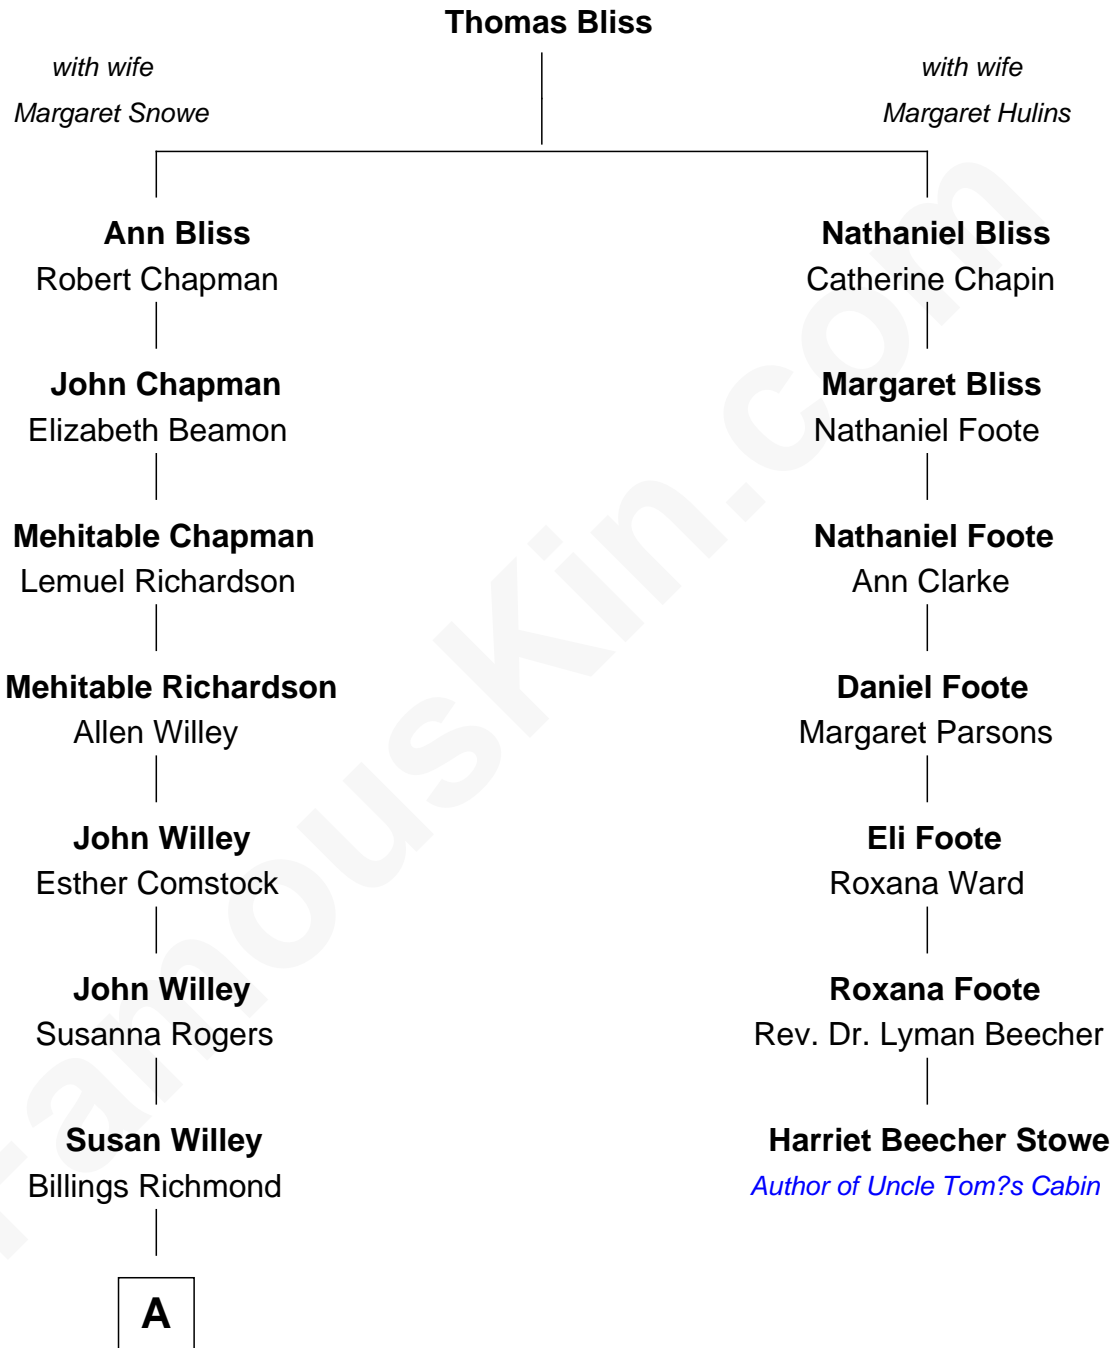 Thomas Bliss
with wife
Margaret Snowe
with wife
Margaret Hulins
Ann Bliss
Robert Chapman
Nathaniel Bliss
Catherine Chapin
John Chapman
Elizabeth Beamon
Margaret Bliss
Nathaniel Foote
Mehitable Chapman
Lemuel Richardson
Nathaniel Foote
Ann Clarke
Mehitable Richardson
Allen Willey
Daniel Foote
Margaret Parsons
John Willey
Esther Comstock
Eli Foote
Roxana Ward
John Willey
Susanna Rogers
Roxana Foote
Rev. Dr. Lyman Beecher
Susan Willey
Billings Richmond
Harriet Beecher Stowe
Author of Uncle Tom?s Cabin
A
FamousKin.com